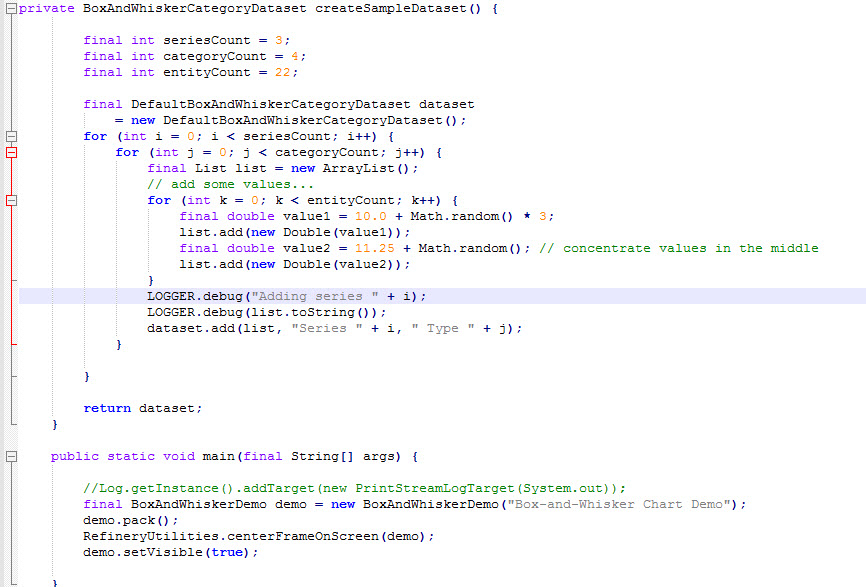 private BoxAndWhiskerCategoryDataset createSampleDataset() {
final int seriesCount = 3;
final int categoryCount = 4;
final int entityCount = 22;
final DefaultBoxAndWhiskerCategoryDataset dataset
= new DefaultBoxAndWhiskerCategoryDataset();
for (int i = 0; i < seriesCount; i++) {
for (int j = 0; j < categoryCount; j++) {
final List list = new ArrayList();
// add some values...
for (int k = 0; k < entityCount; k++) {
final double value1 = 10.0 + Math.random() * 3;
list.add(new Double(value1));
final double value2 = 11.25 + Math.random(); // concentrate values in the middle
list.add(new Double(value2));
}
LOGGER.debug("Adding series " + i);
LOGGER.debug(list.toString());
dataset.add(list, "Series " + i, " Type " + j);
}
}
return dataset;
}
public static void main(final String[] args) {
//Log.getInstance().addTarget(new PrintStreamLogTarget(System.out));
final BoxAndWhiskerDemo demo = new BoxAndWhiskerDemo("Box-and-Whisker Chart Demo");
demo.pack();
RefineryUtilities.centerFrameOnScreen(demo);
demo.setVisible(true);
}